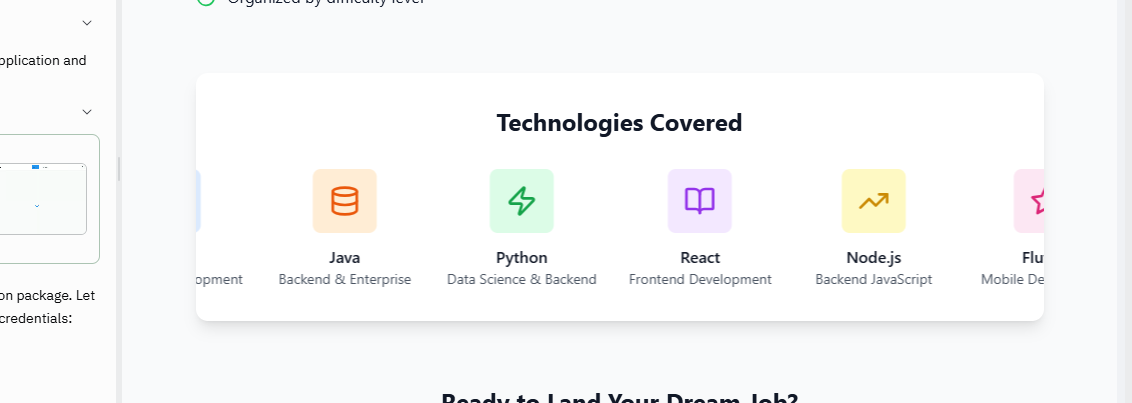 Organized by difficulty level
pplication and
Technologies Covered
Java
Python
React
Node.js
Flu
opment
Backend & Enterprise
Data Science & Backend
Frontend Development
Backend JavaScript
Mobile De
on package. Let
credentials:
Ready to Land Your Dream Job?